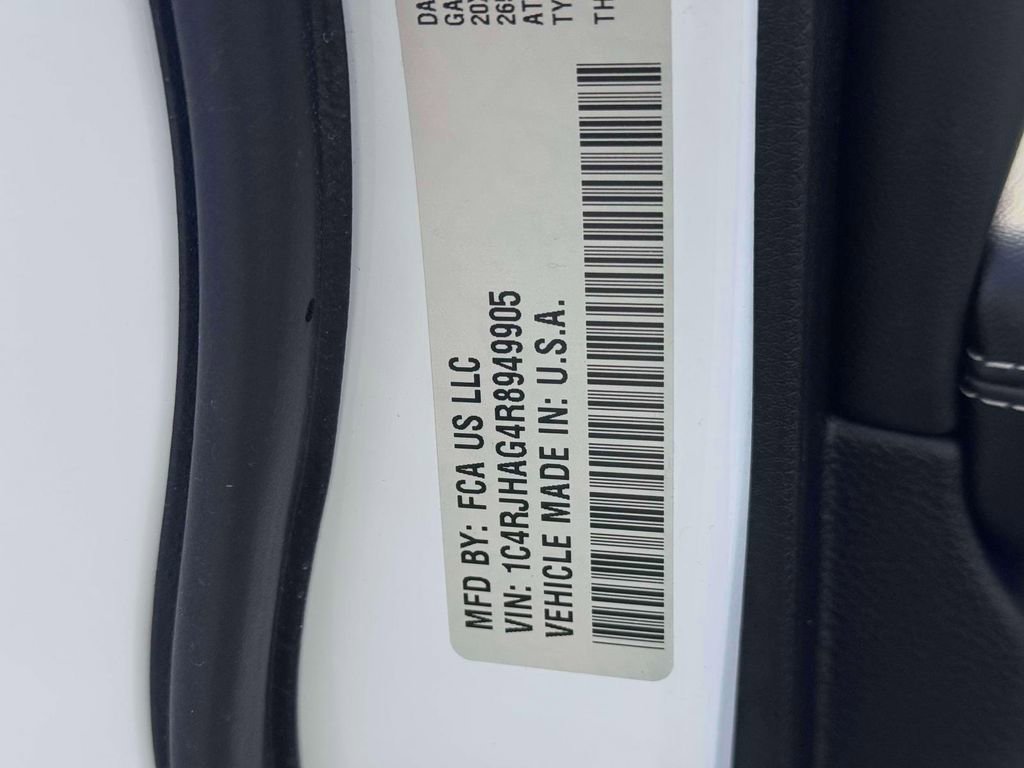 MFD BY: FCA US LLC
VIN: 1C4RJHAG4R8949905
VEHICLE MADE IN: U.S.A.